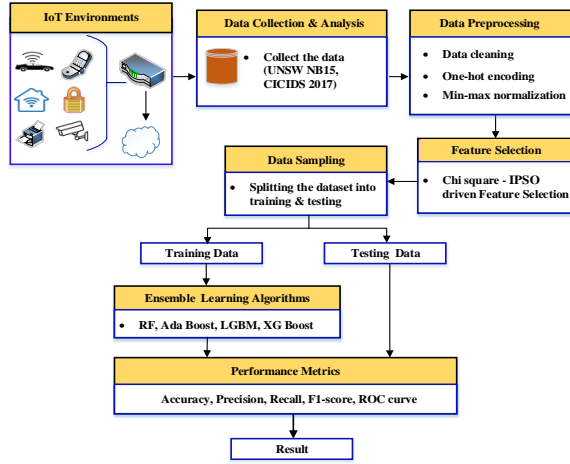 IoT Environments
Data Collection & Analysis
• Collect the data
(UNSW NB15,
CICIDS 2017)
Data Preprocessing
• Data cleaning
• One-hot encoding
• Min-max normalization
Feature Selection
• Chi square - IPSO
driven Feature Selection
Data Sampling
• Splitting the dataset into
training & testing
Training Data
Testing Data
Ensemble Learning Algorithms
• RF, Ada Boost, LGBM, XG Boost
Performance Metrics
Accuracy, Precision, Recall, F1-score, ROC curve
Result